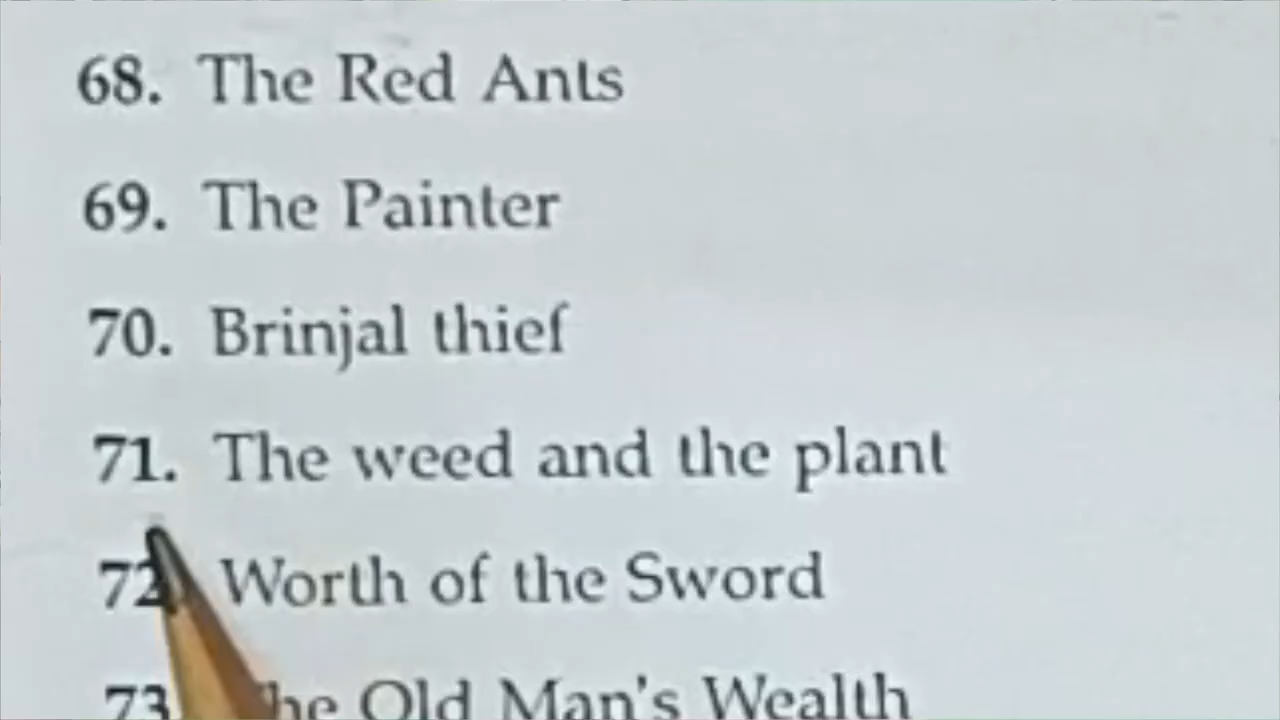 68. The Red Ants
69. The Painter
70. Brinjal thief
71. The weed and the plant
72 Worth of the Sword
73 The Old Man's Wealth